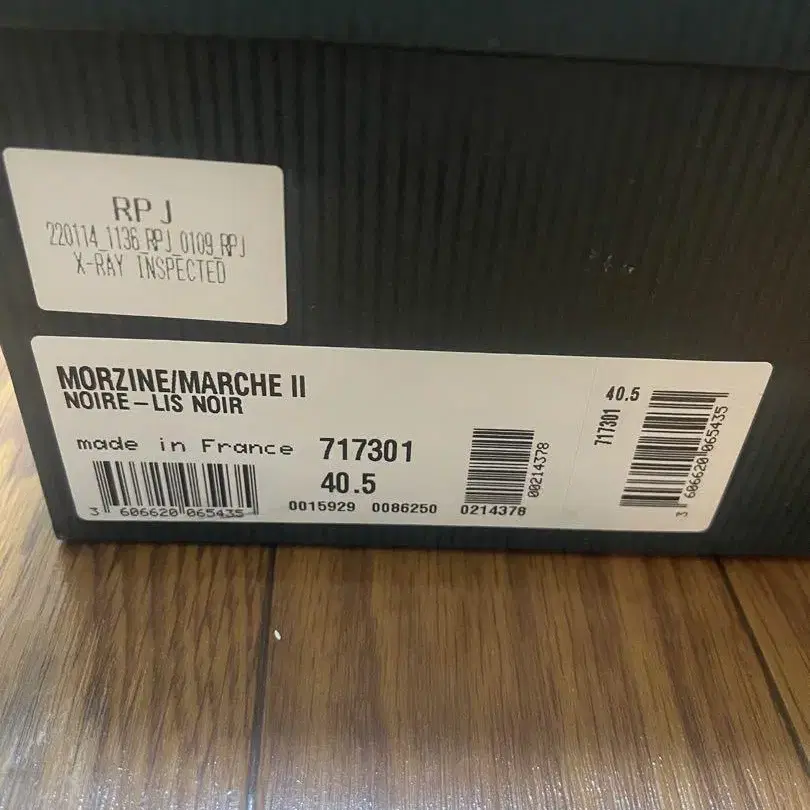 RPJ
220114_1136_RPJ_0109_RPJ
X-RAY INSPECTED
MORZINE/MARCHE II
NOIRE-LIS NOIR
made in France 717301
40.5
3 606620 065435
0015929 0086250 0214378
00214378
40.5
717301
3 606620 065435